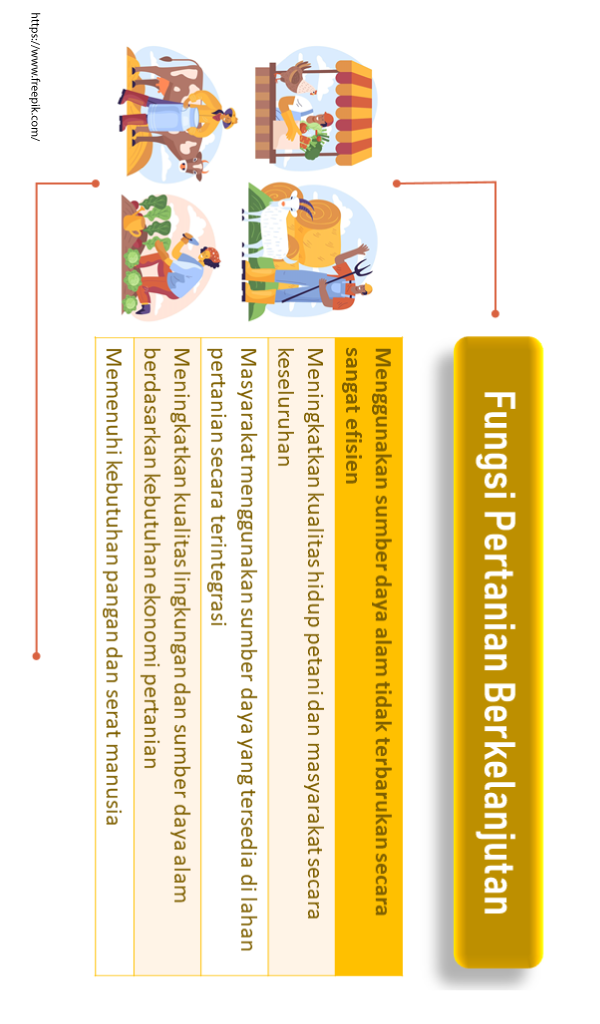 Fungsi Pertanian Berkelanjutan
Menggunakan sumber daya alam tidak terbarukan secara
sangat efisien
Meningkatkan kualitas hidup petani dan masyarakat secara
keseluruhan
Masyarakat menggunakan sumber daya yang tersedia di lahan
pertanian secara terintegrasi
Meningkatkan kualitas lingkungan dan sumber daya alam
berdasarkan kebutuhan ekonomi pertanian
Memenuhi kebutuhan pangan dan serat manusia
https://www.freepik.com/